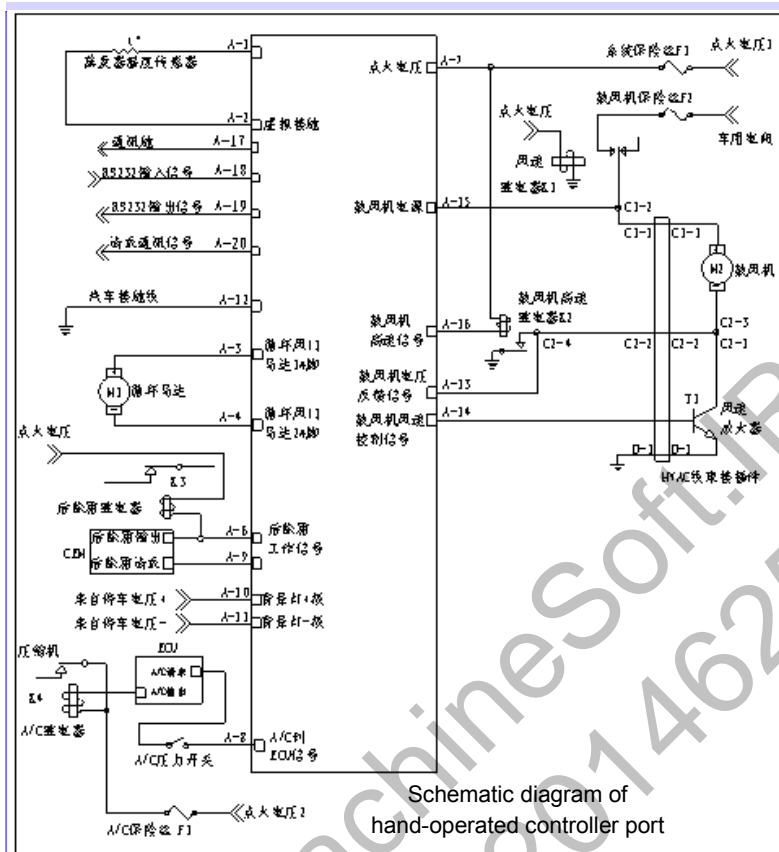 A-1
蒸发器温度传感器
A-2
虚拟接地
通讯线
A-17
RS232输入信号
A-18
RS232输出信号
A-19
请求通讯信号
A-20
汽车接地线
A-12
A-3
循环风门
马达1#脚
M1
循环马达
A-4
循环风门
马达2#脚
点火电压
K3
后除霜继电器
CEM
后除霜输出
后除霜请求
A-6
后除霜
工作信号
A-9
来自停车电压+
A-10
背景灯+极
来自停车电压-
A-11
背景灯-极
压缩机
ECU
A/C请求
A/C输出
K4
A/C继电器
A/C压力开关
A-8
A/C到
ECU信号
A/C保险丝 F3
点火电压2
点火电压
A-7
系统保险丝F1
点火电压1
鼓风机保险丝F2
车用电源
点火电压
风速
继电器K1
鼓风机电源
A-15
C1-2
C1-1
C1-1
M2
鼓风机
鼓风机高速
继电器K2
鼓风机
高速信号
A-16
C2-4
C2-2
C2-2
C2-3
C2-1
鼓风机电压
反馈信号
A-13
鼓风机风速
控制信号
A-14
T1
风速
放大器
D-1
D-1
HVAC线束接插件
Schematic diagram of
hand-operated controller port